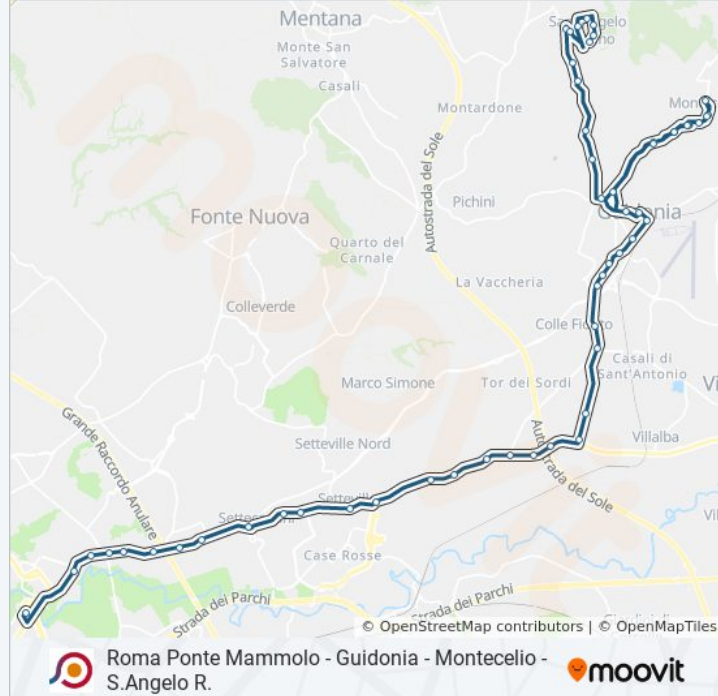 Mentana
Monte San
Salvatore
Casali
Montardone
Autostrada del Sole
Pichini
Fonte Nuova
Quarto del
Carnale
La Vaccheria
Colleverde
Colle Fiorito
Casali di
Sant'Antonio
Marco Simone
Tor dei Sordi
Grande Raccordo Anulare
Setteville Nord
Villalba
Autostrada del Sole
Case Rosse
Strada dei Parchi
Strada dei Parchi
© OpenStreetMap contributors | © OpenMapTiles
Roma Ponte Mammolo - Guidonia - Montecelio -
S.Angelo R.
moovit